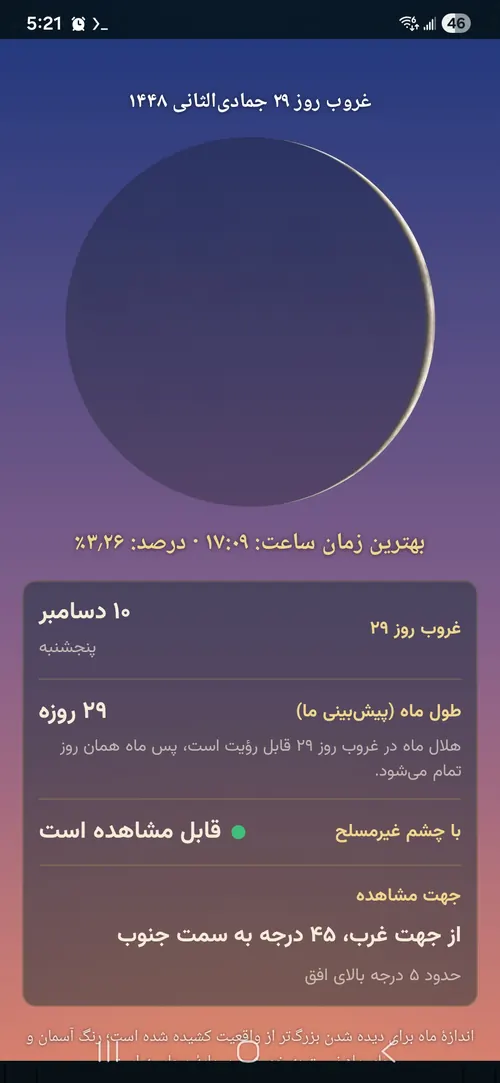 5:21
46
غروب روز ۲۹ جمادی‌الثانی ۱۴۴۸
بهترین زمان ساعت: ۱۷:۰۹ · درصد: ۳٫۲۶٪
غروب روز ۲۹
۱۰ دسامبر
پنجشنبه
طول ماه (پیش‌بینی ما)
۲۹ روزه
هلال ماه در غروب روز ۲۹ قابل رؤیت است، پس ماه همان روز
تمام می‌شود.
با چشم غیرمسلح
قابل مشاهده است
جهت مشاهده
از جهت غرب، ۴۵ درجه به سمت جنوب
حدود ۵ درجه بالای افق
اندازهٔ ماه برای دیده شدن بزرگ‌تر از واقعیت کشیده شده است؛ رنگ آسمان و